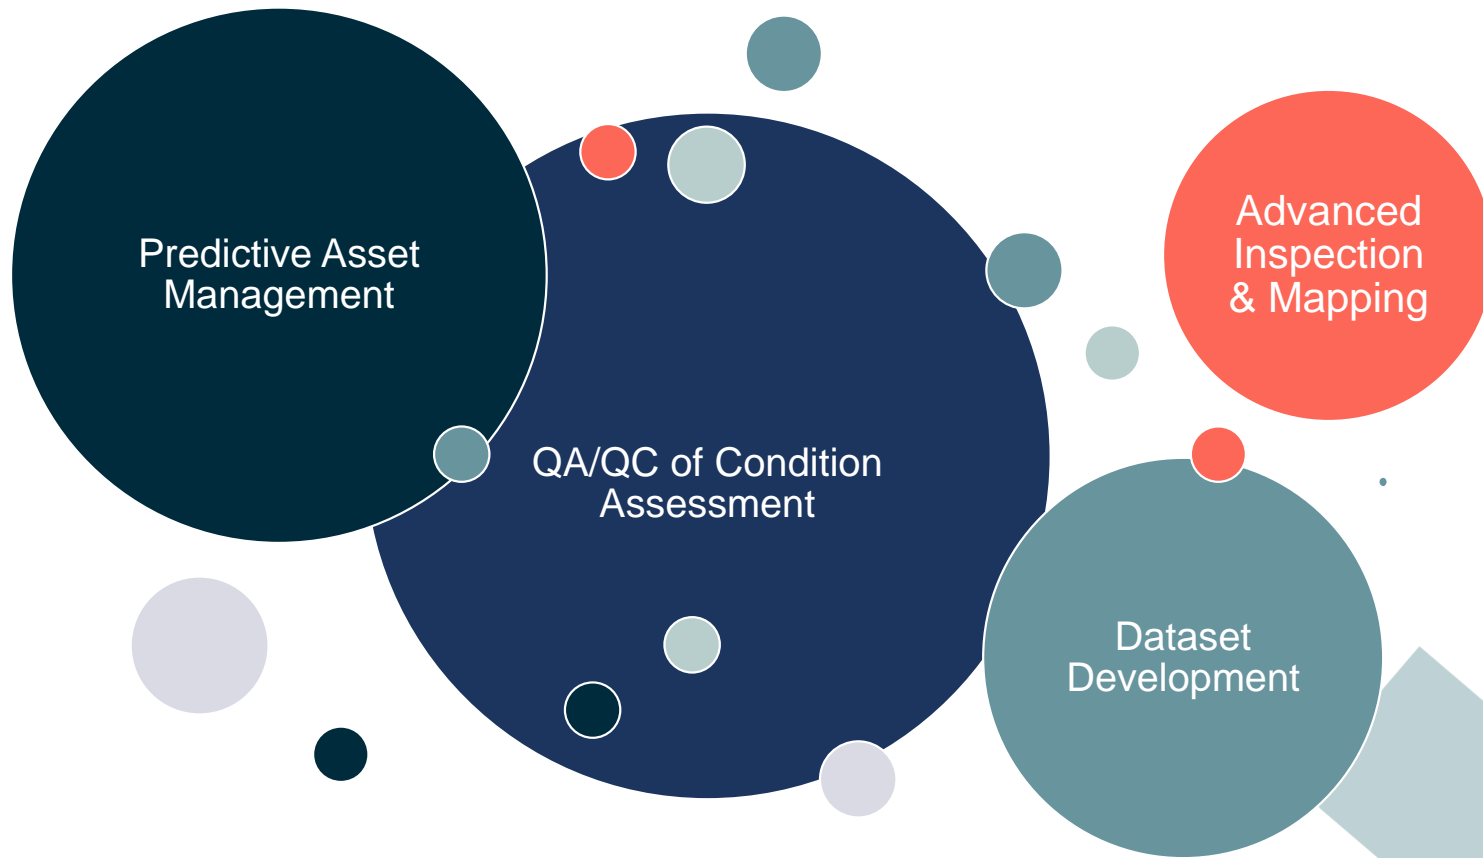 Predictive Asset
Management
QA/QC of Condition
Assessment
Advanced
Inspection
& Mapping
Dataset
Development